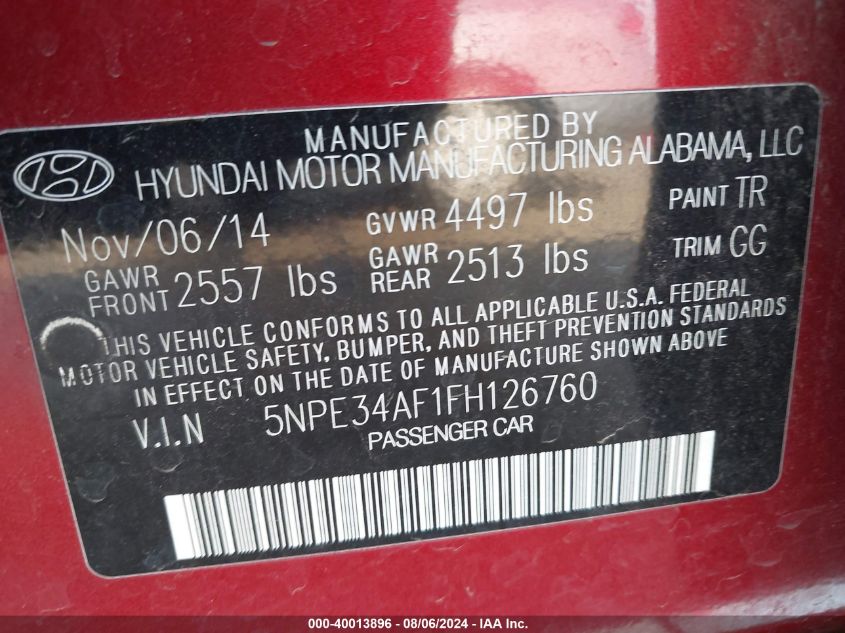 MANUFACTURED BY
HYUNDAI MOTOR MANUFACTURING ALABAMA, LLC
Nov/06/14 GVWR 4497 lbs PAINT TR
GAWR FRONT 2557 lbs GAWR REAR 2513 lbs TRIM GG
THIS VEHICLE CONFORMS TO ALL APPLICABLE U.S.A. FEDERAL
MOTOR VEHICLE SAFETY, BUMPER, AND THEFT PREVENTION STANDARDS
IN EFFECT ON THE DATE OF MANUFACTURE SHOWN ABOVE
V.I.N 5NPE34AF1FH126760
PASSENGER CAR
000-40013896 - 08/06/2024 - IAA Inc.